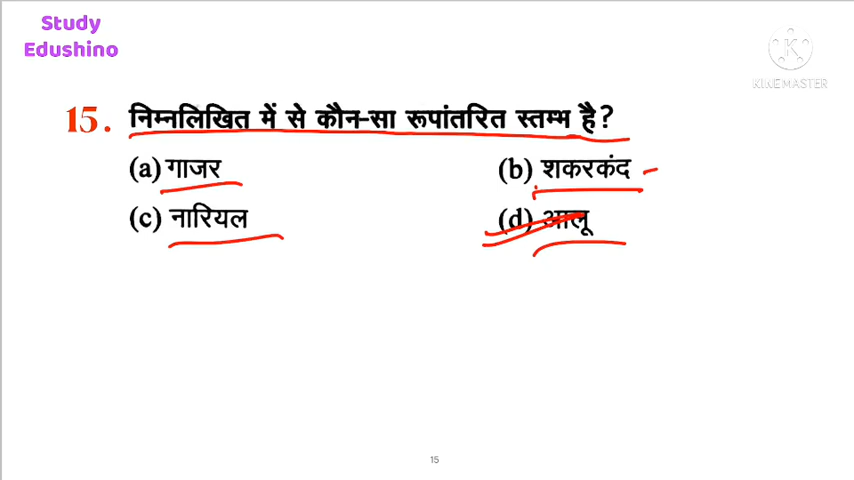 Study
Edushino
KINEMASTER
15. निम्नलिखित में से कौन-सा रूपांतरित स्तम्भ है?
(a) गाजर (b) शकरकंद
(c) नारियल (d) आलू
15